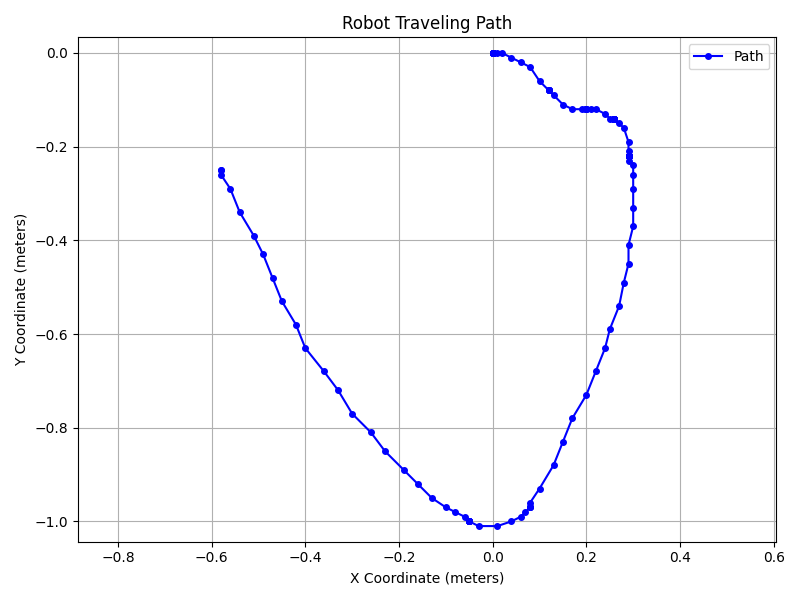 Robot Traveling Path
Path
0.0
−0.2
−0.4
−0.6
−0.8
−1.0
Y Coordinate (meters)
−0.8 −0.6 −0.4 −0.2 0.0 0.2 0.4 0.6
X Coordinate (meters)